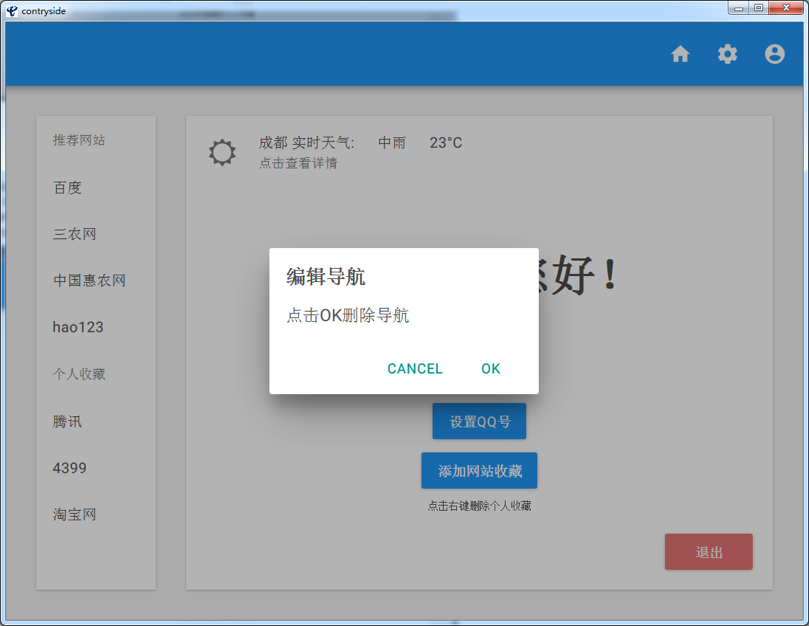 contryside
推荐网站
百度
三农网
中国惠农网
hao123
个人收藏
腾讯
4399
淘宝网
成都 实时天气: 中雨 23°C
点击查看详情
好！
编辑导航
点击OK删除导航
CANCEL OK
设置QQ号
添加网站收藏
点击右键删除个人收藏
退出